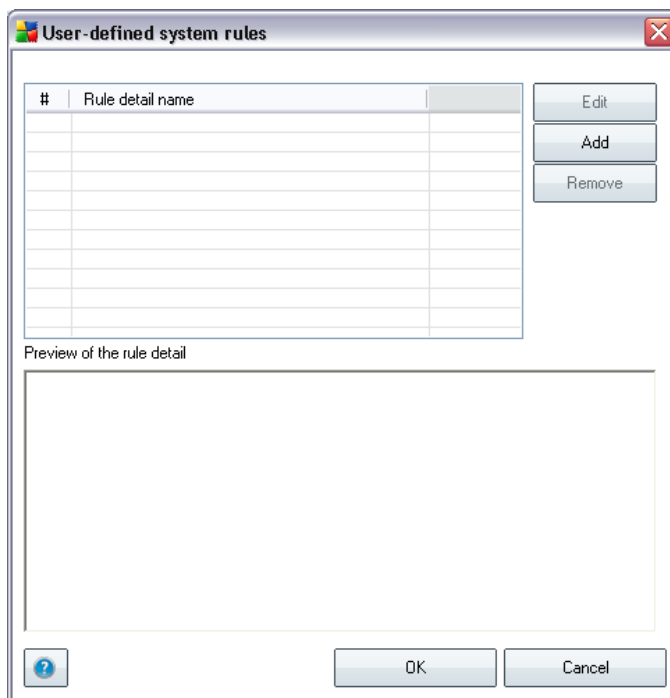 User-defined system rules
# Rule detail name
Edit
Add
Remove
Preview of the rule detail
?
OK
Cancel